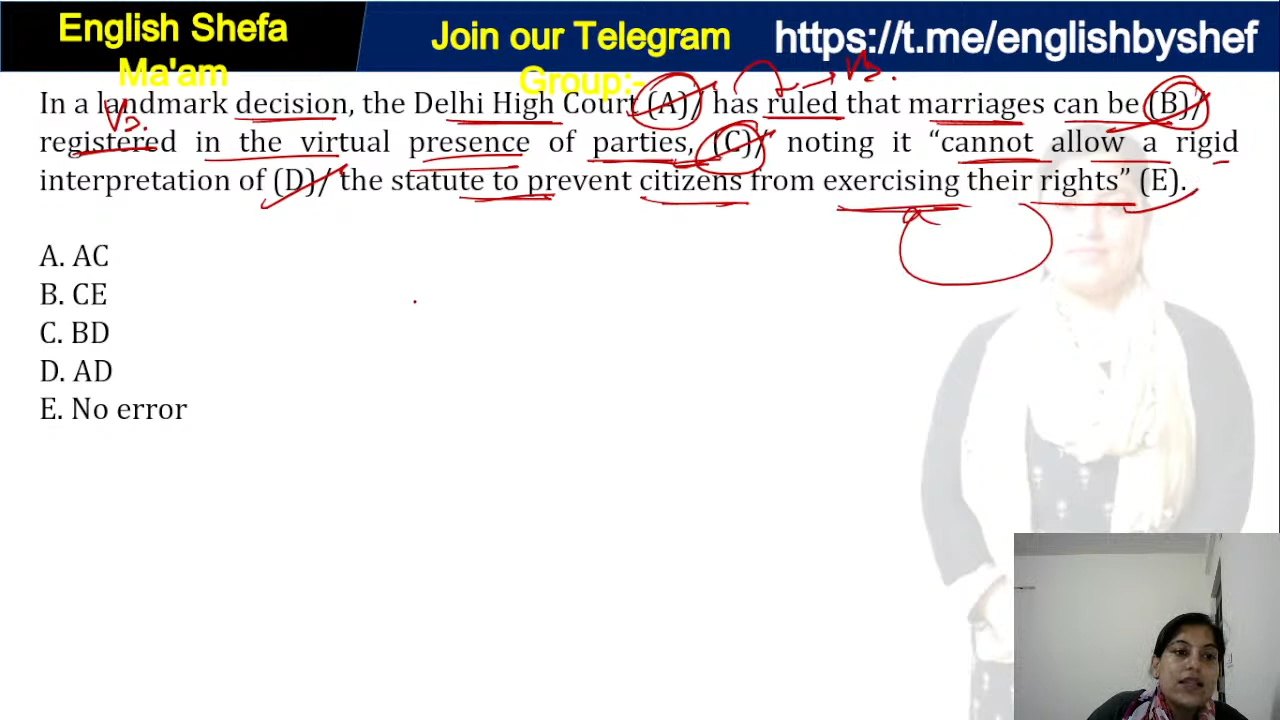 English Shefa
Ma'am
Join our Telegram
Group:-
https://t.me/englishbyshef
V3.
V3.
In a landmark decision, the Delhi High Court (A)/ has ruled that marriages can be (B)/
registered in the virtual presence of parties, (C)/ noting it “cannot allow a rigid
interpretation of (D)/ the statute to prevent citizens from exercising their rights” (E).
A. AC
B. CE
C. BD
D. AD
E. No error